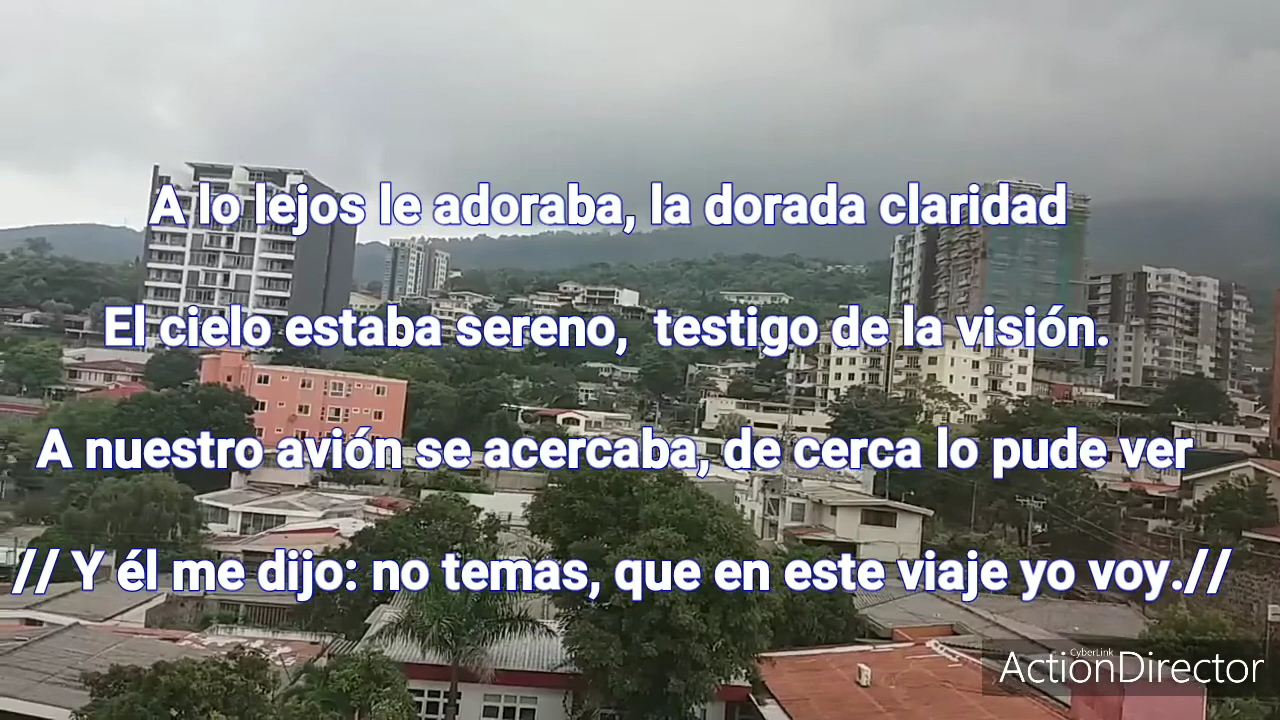 A lo lejos le adoraba, la dorada claridad
El cielo estaba sereno,  testigo de la visión.
A nuestro avión se acercaba, de cerca lo pude ver
// Y él me dijo: no temas, que en este viaje yo voy.//
CyberLink
ActionDirector